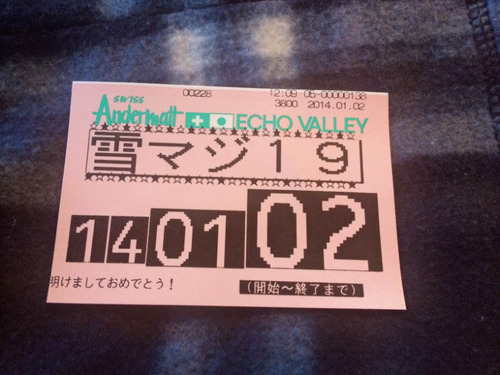 00228 12:09 05-00000138
3800 2014.01.02
swiss
Andermatt ECHO VALLEY
雪マジ19
14 01 02
明けましておめでとう!
(開始~終了まで)